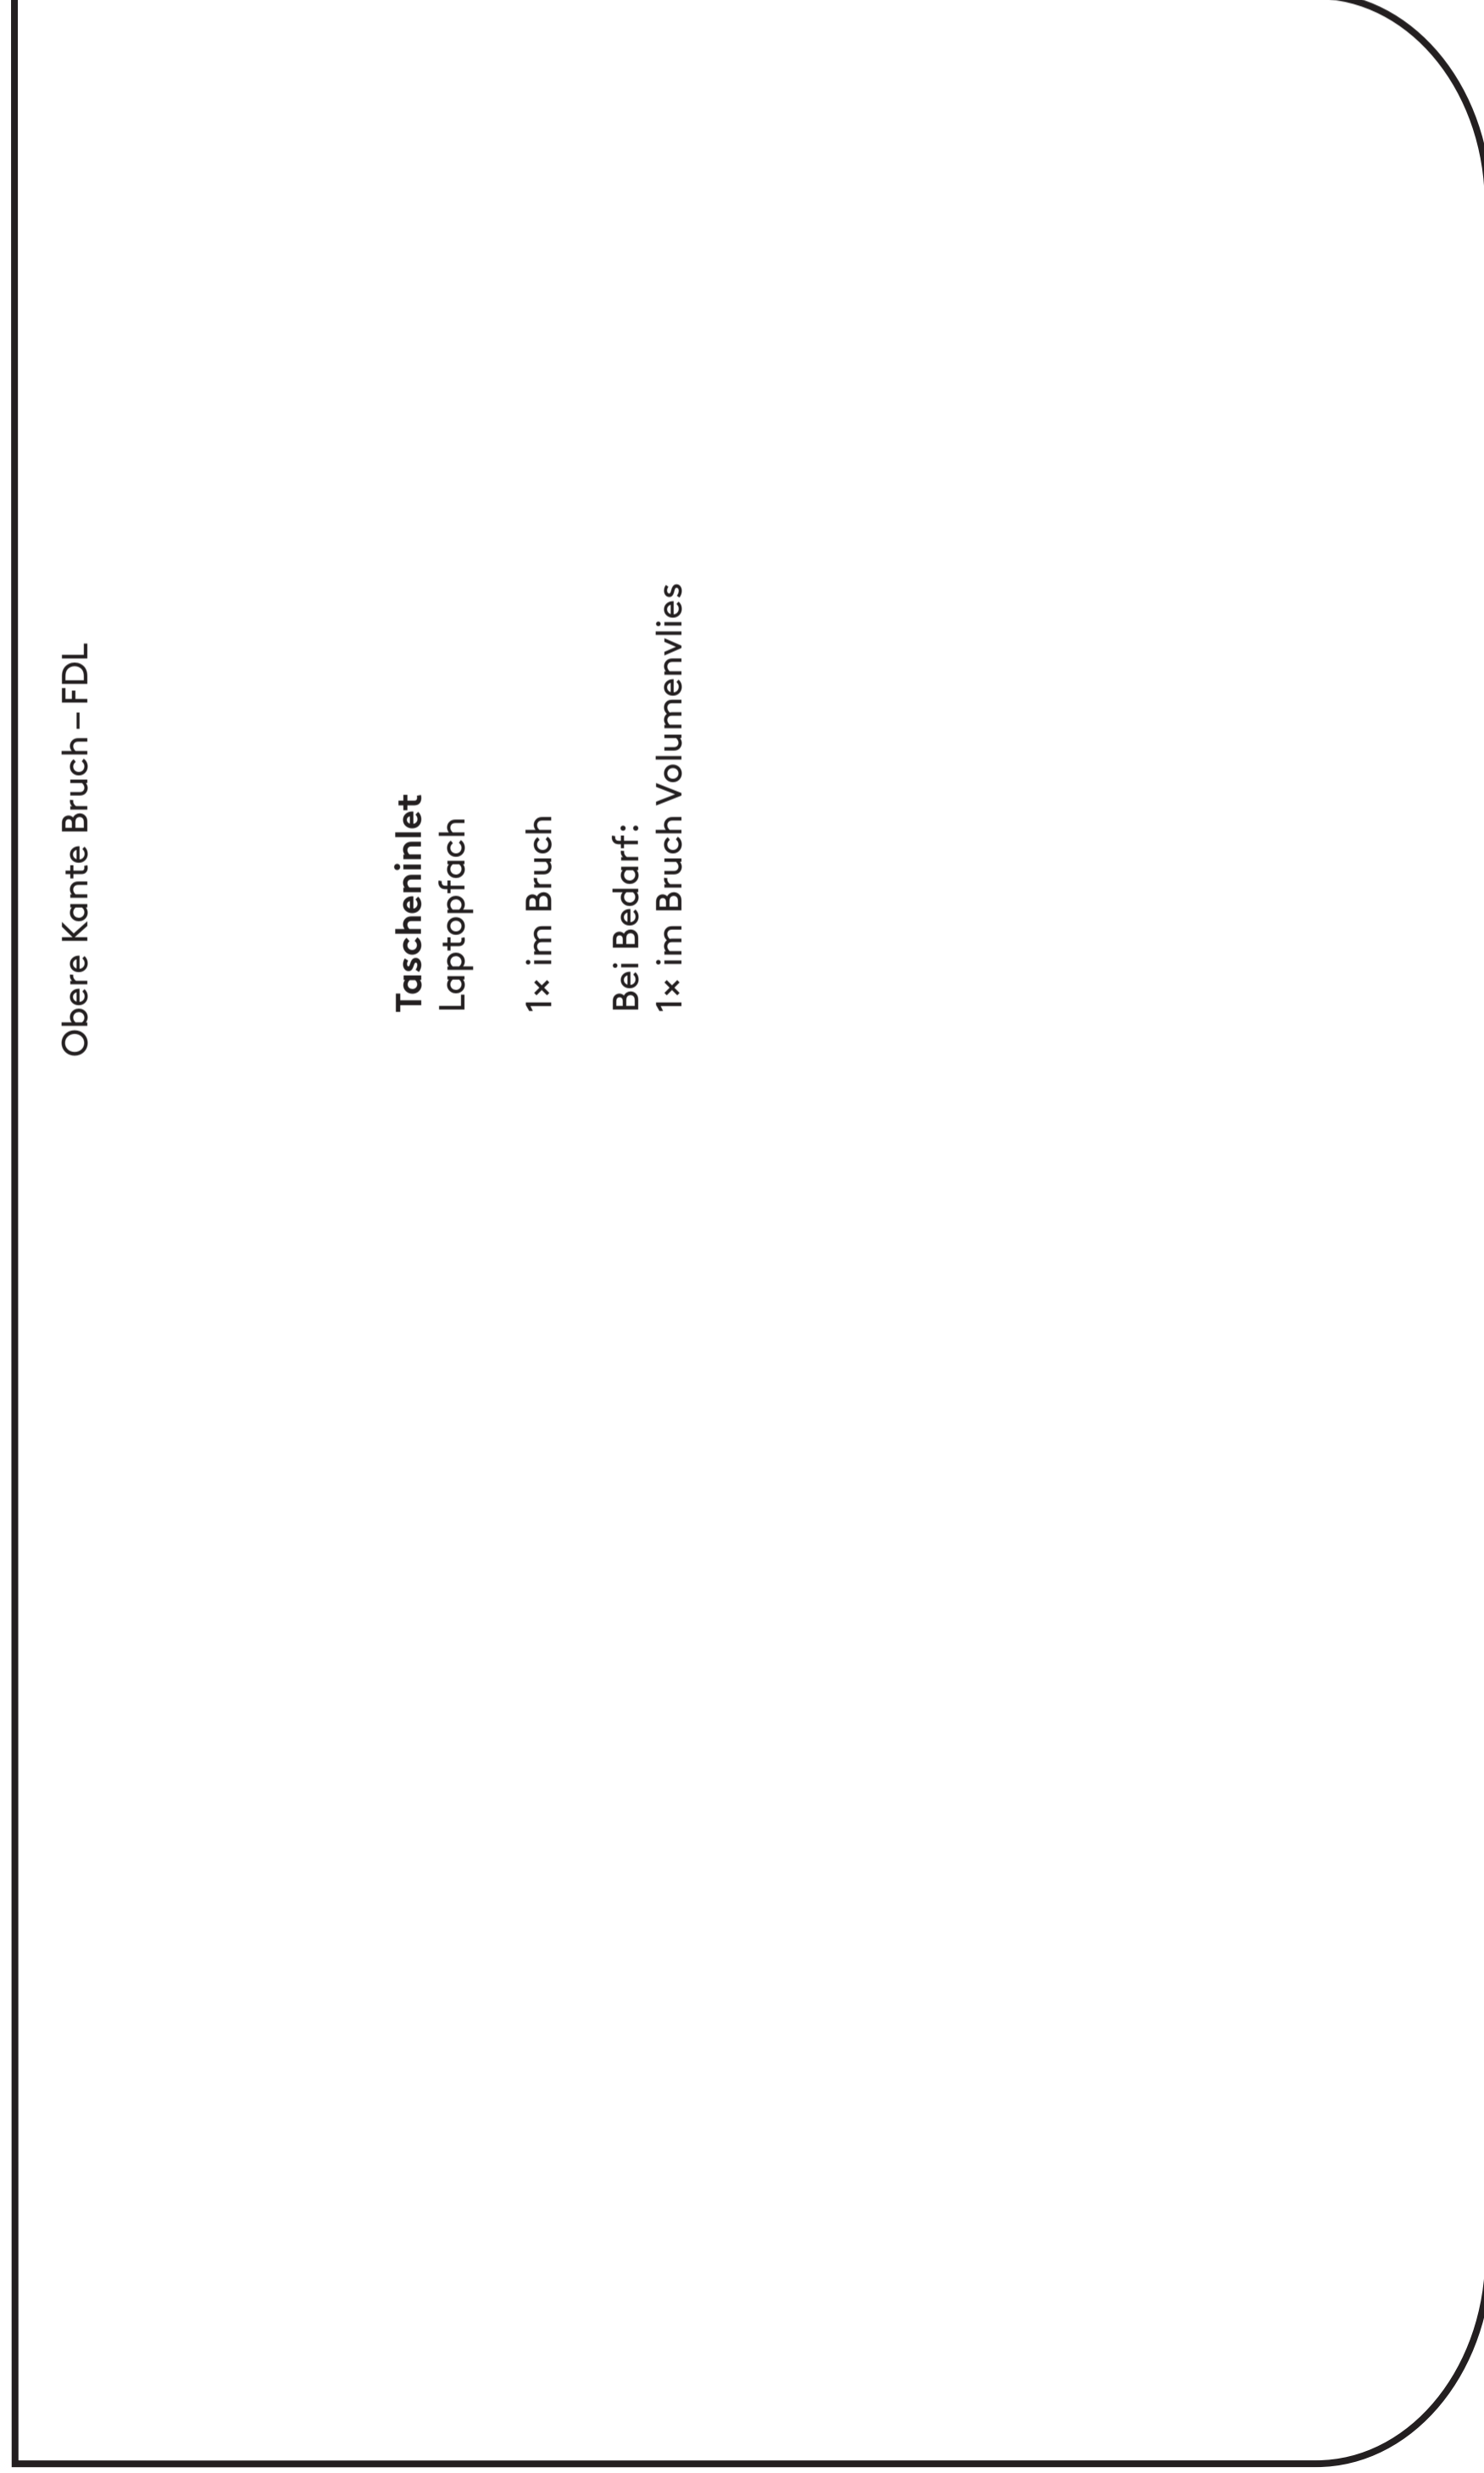 Obere Kante Bruch – FDL
Tascheninlet
Laptopfach
1× im Bruch
Bei Bedarf:
1× im Bruch Volumenvlies